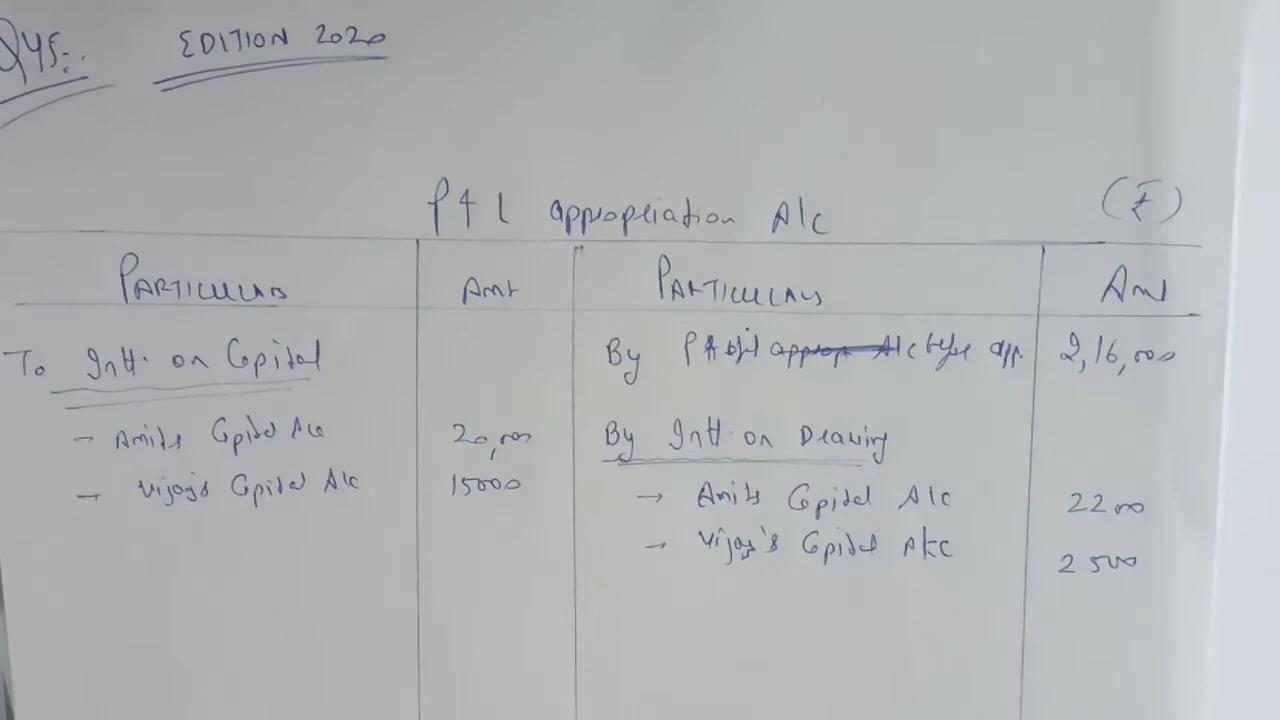 Q45:-
EDITION 2020
P & L appropriation A/c
(₹)
PARTICULARS Amt PARTICULARS Amt
To Intt. on Capital
By Profit before app. 2,16,000
- Amit's Capital A/c 20,000
By Intt. on Drawing
- Vijay's Capital A/c 15000
→ Amit's Capital A/c 2200
→ Vijay's Capital A/c 2500